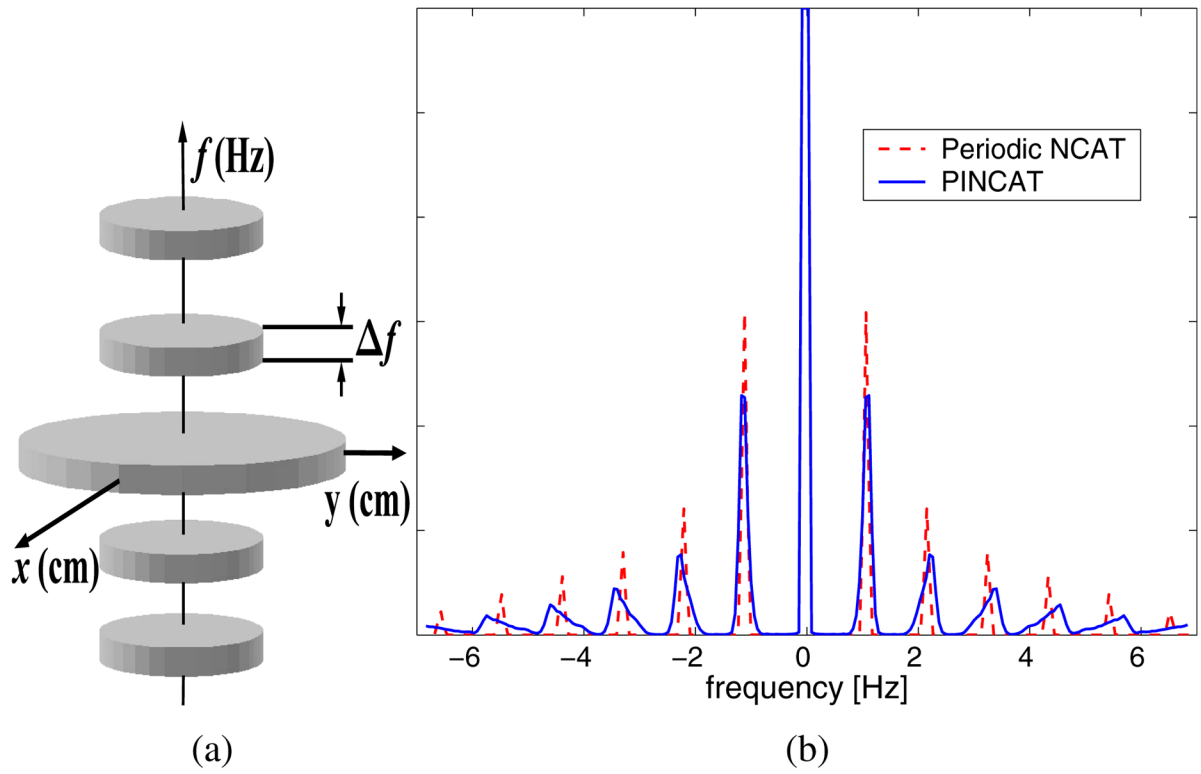 f (Hz)
Δf
y (cm)
x (cm)
(a)
Periodic NCAT
PINCAT
−6 −4 −2 0 2 4 6
frequency [Hz]
(b)